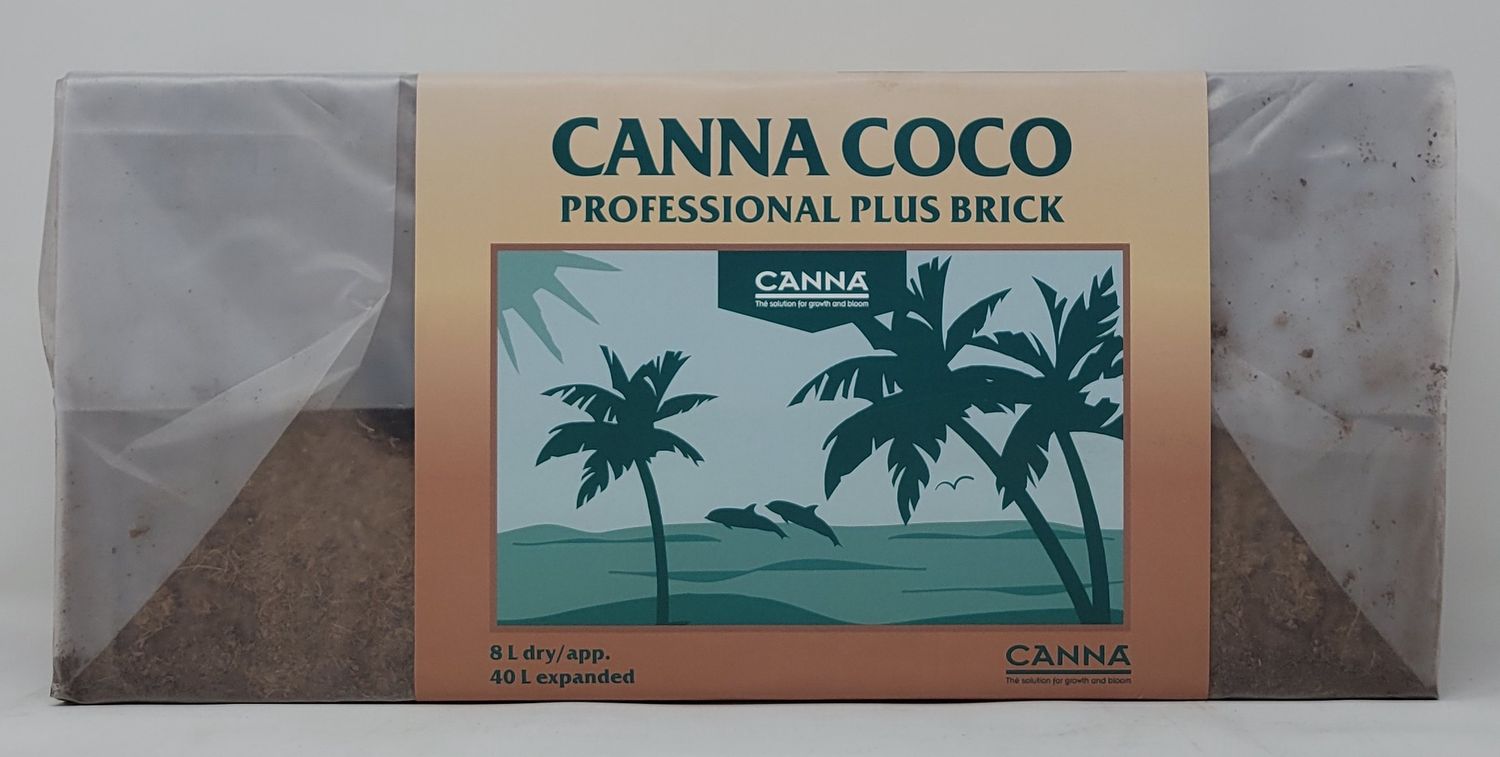 CANNA COCO
PROFESSIONAL PLUS BRICK
CANNA
The solution for growth and bloom
8 L dry/app.
40 L expanded
CANNA
The solution for growth and bloom